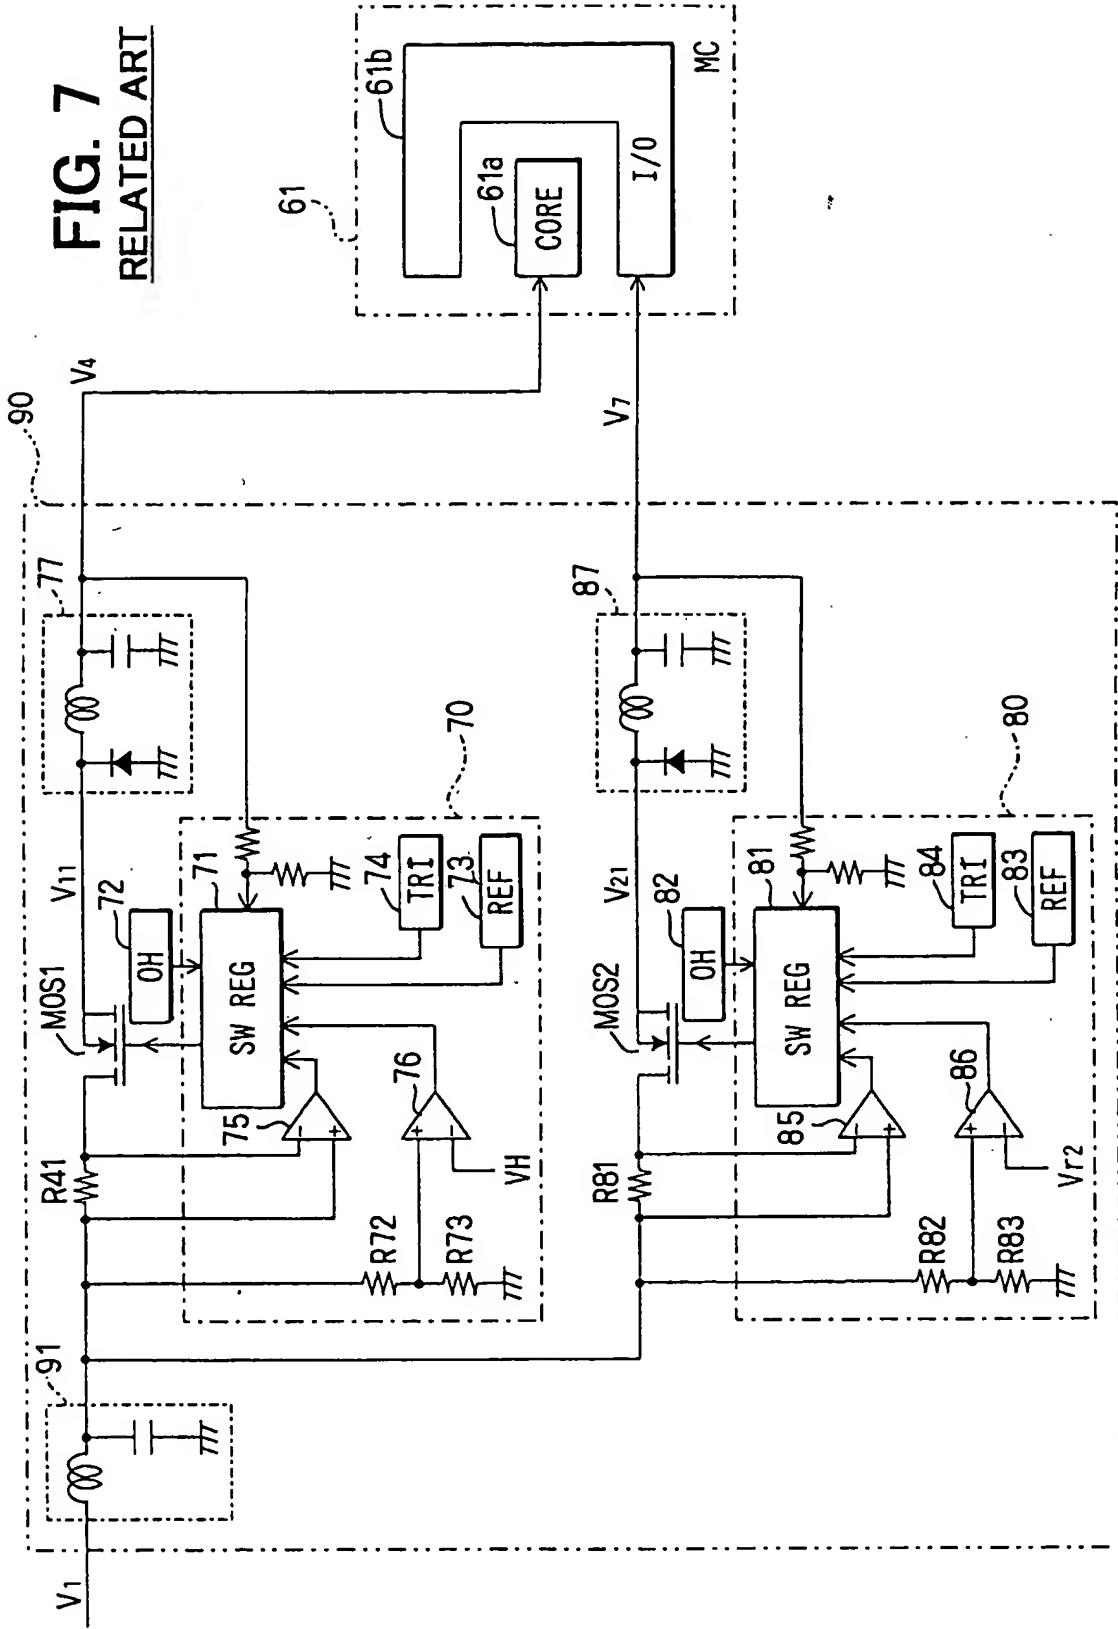 FIG. 7
RELATED ART
90
V1
91
R41
MOS1
V11
77
V4
72
OH
71
SW REG
75
-
+
76
+
-
VH
R72
R73
74
TRI
73
REF
70
61
61b
61a
CORE
I/O
MC
V7
R81
MOS2
V21
87
82
OH
81
SW REG
85
-
+
86
+
-
Vr2
R82
R83
84
TRI
83
REF
80